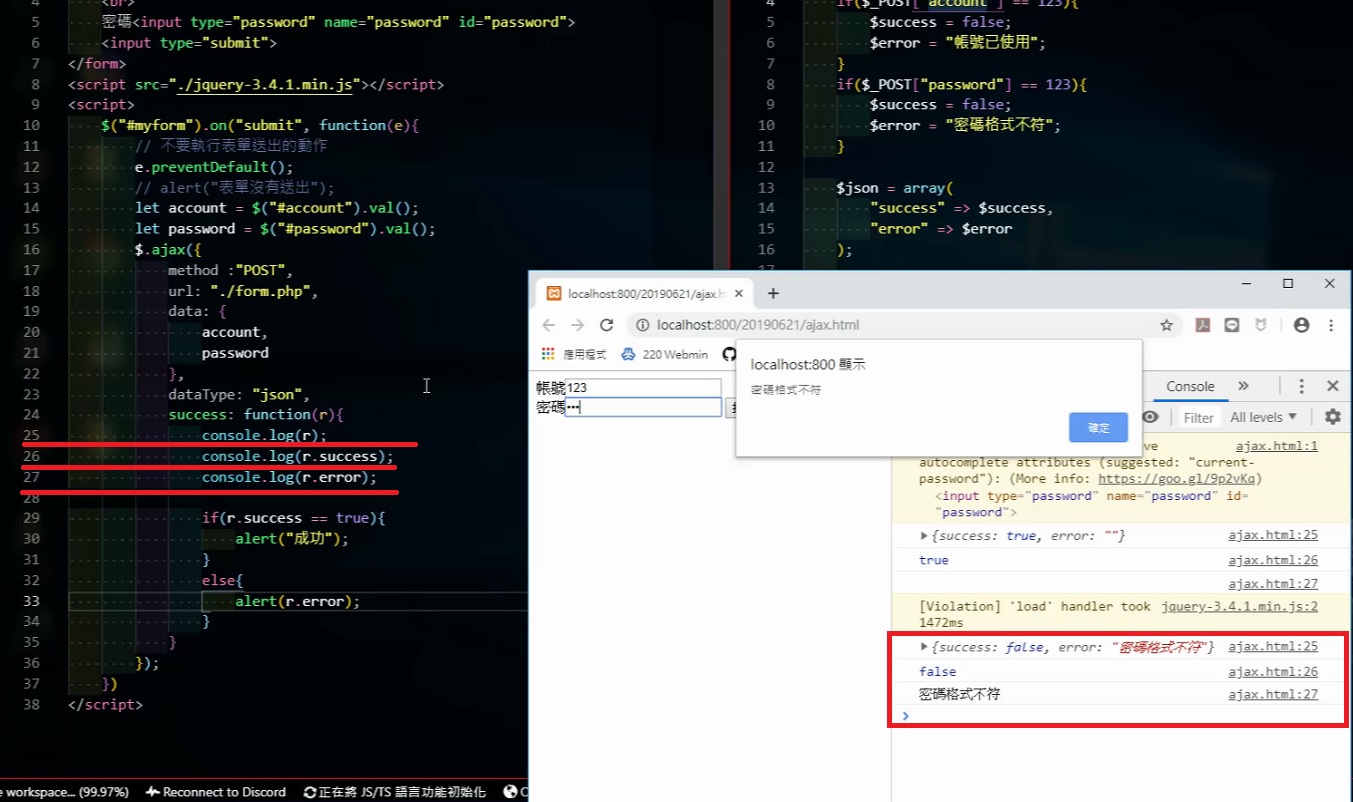 4 <br>
5 密碼<input type="password" name="password" id="password">
6 <input type="submit">
7 </form>
8 <script src="./jquery-3.4.1.min.js"></script>
9 <script>
10 $("#myform").on("submit", function(e){
11 // 不要執行表單送出的動作
12 e.preventDefault();
13 // alert("表單沒有送出");
14 let account = $("#account").val();
15 let password = $("#password").val();
16 $.ajax({
17 method :"POST",
18 url: "./form.php",
19 data: {
20 account,
21 password
22 },
23 dataType: "json",
24 success: function(r){
25 console.log(r);
26 console.log(r.success);
27 console.log(r.error);
28
29 if(r.success == true){
30 alert("成功");
31 }
32 else{
33 alert(r.error);
34 }
35 }
36 });
37 })
38 </script>
e workspace... (99.97%) Reconnect to Discord 正在將 JS/TS 語言功能初始化
4 if($_POST["account"] == 123){
5 $success = false;
6 $error = "帳號已使用";
7 }
8 if($_POST["password"] == 123){
9 $success = false;
10 $error = "密碼格式不符";
11 }
12
13 $json = array(
14 "success" => $success,
15 "error" => $error
16 );
17
localhost:800/20190621/ajax.h
localhost:800/20190621/ajax.html
應用程式 220 Webmin
localhost:800 顯示
密碼格式不符
確定
帳號123
密碼•••
Console »
Filter All levels ▼
ve ajax.html:1
autocomplete attributes (suggested: "current-
password"): (More info: https://goo.gl/9p2vKq)
<input type="password" name="password" id=
"password">
▶{success: true, error: ""} ajax.html:25
true ajax.html:26
ajax.html:27
[Violation] 'load' handler took jquery-3.4.1.min.js:2
1472ms
▶{success: false, error: "密碼格式不符"} ajax.html:25
false ajax.html:26
密碼格式不符 ajax.html:27